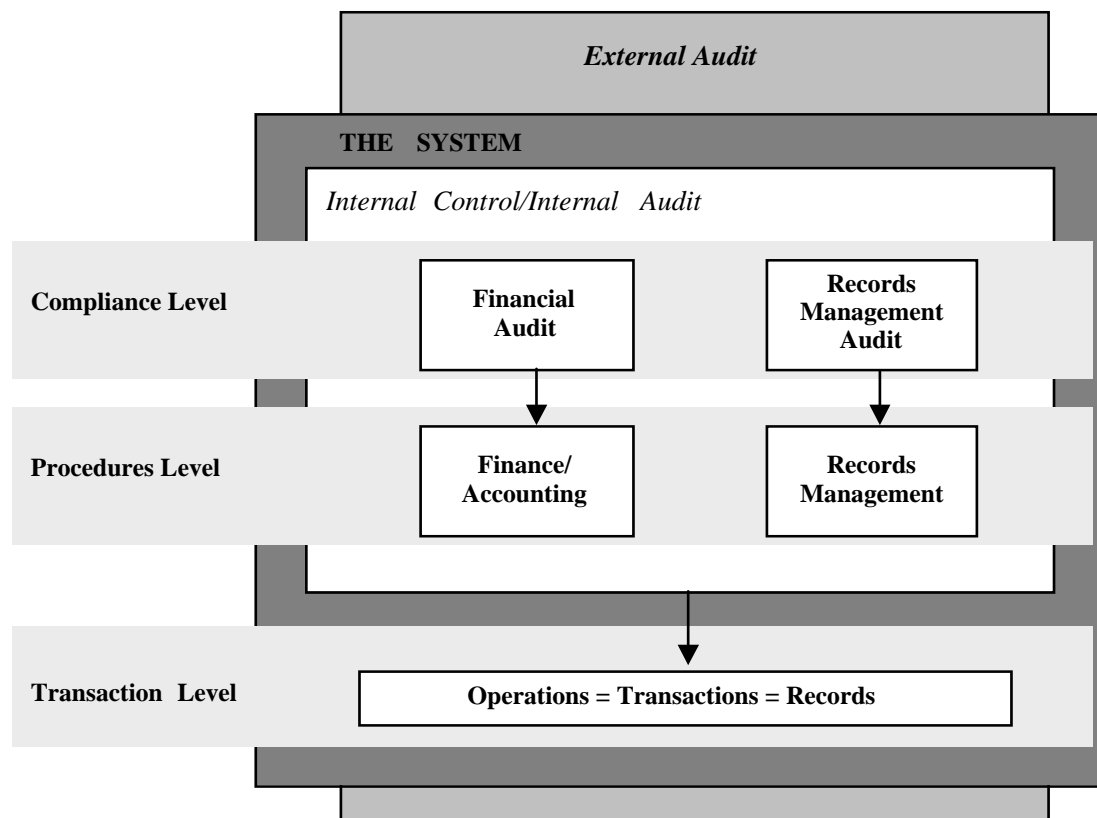 External Audit
THE SYSTEM
Internal Control/Internal Audit
Compliance Level
Financial
Audit
Records
Management
Audit
Procedures Level
Finance/
Accounting
Records
Management
Transaction Level
Operations = Transactions = Records